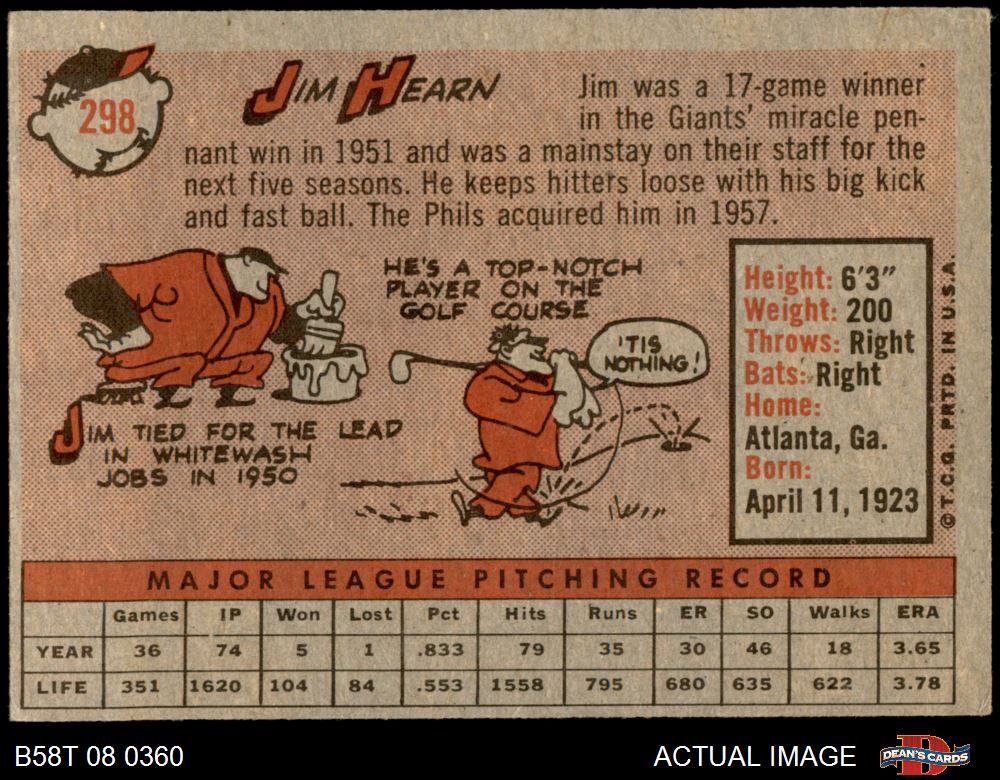 298
JIM HEARN
Jim was a 17-game winner
in the Giants' miracle pen-
nant win in 1951 and was a mainstay on their staff for the
next five seasons. He keeps hitters loose with his big kick
and fast ball. The Phils acquired him in 1957.
JIM TIED FOR THE LEAD
IN WHITEWASH
JOBS IN 1950
HE'S A TOP-NOTCH
PLAYER ON THE
GOLF COURSE
'TIS
NOTHING!
Height: 6'3"
Weight: 200
Throws: Right
Bats: Right
Home:
Atlanta, Ga.
Born:
April 11, 1923
© T.C.G. PRTD. IN U.S.A.
MAJOR LEAGUE PITCHING RECORD
Games IP Won Lost Pct Hits Runs ER SO Walks ERA
YEAR 36 74 5 1 .833 79 35 30 46 18 3.65
LIFE 351 1620 104 84 .553 1558 795 680 635 622 3.78
B58T 08 0360
ACTUAL IMAGE
DEAN'S CARDS